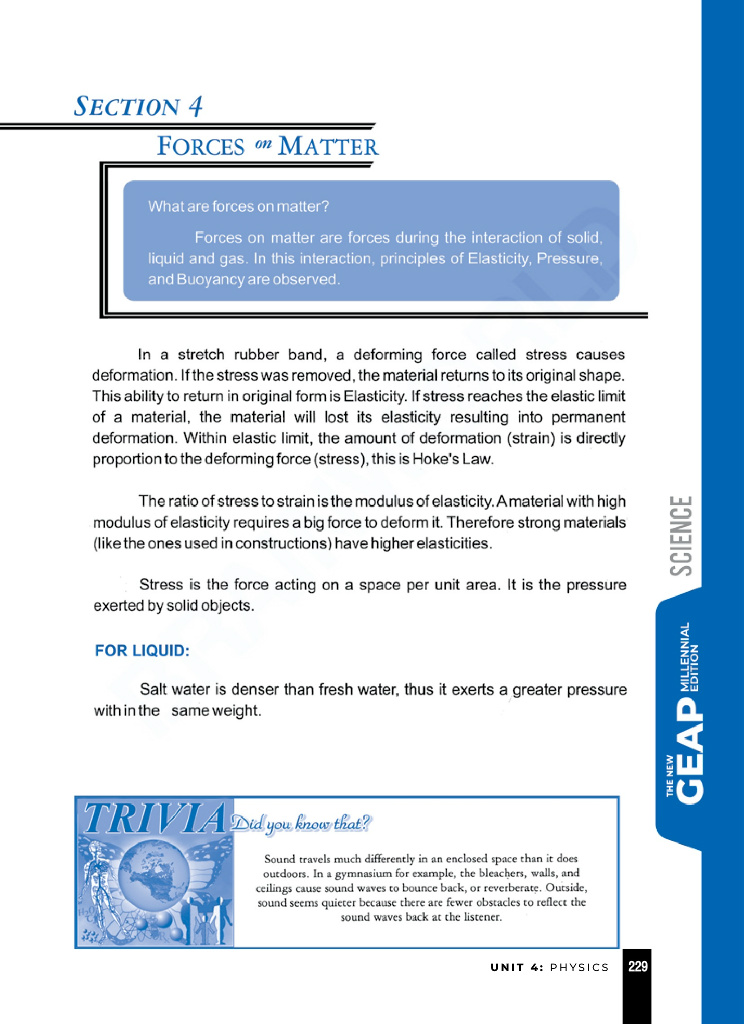 SECTION 4
FORCES on MATTER
What are forces on matter?
Forces on matter are forces during the interaction of solid,
liquid and gas. In this interaction, principles of Elasticity, Pressure,
and Buoyancy are observed.
In a stretch rubber band, a deforming force called stress causes
deformation. If the stress was removed, the material returns to its original shape.
This ability to return in original form is Elasticity. If stress reaches the elastic limit
of a material, the material will lost its elasticity resulting into permanent
deformation. Within elastic limit, the amount of deformation (strain) is directly
proportion to the deforming force (stress), this is Hoke's Law.
The ratio of stress to strain is the modulus of elasticity. A material with high
modulus of elasticity requires a big force to deform it. Therefore strong materials
(like the ones used in constructions) have higher elasticities.
Stress is the force acting on a space per unit area. It is the pressure
exerted by solid objects.
FOR LIQUID:
Salt water is denser than fresh water, thus it exerts a greater pressure
with in the same weight.
SCIENCE
THE NEW
GEAP
MILLENNIAL
EDITION
TRIVIA Did you know that?
Sound travels much differently in an enclosed space than it does
outdoors. In a gymnasium for example, the bleachers, walls, and
ceilings cause sound waves to bounce back, or reverberate. Outside,
sound seems quieter because there are fewer obstacles to reflect the
sound waves back at the listener.
UNIT 4: PHYSICS 229